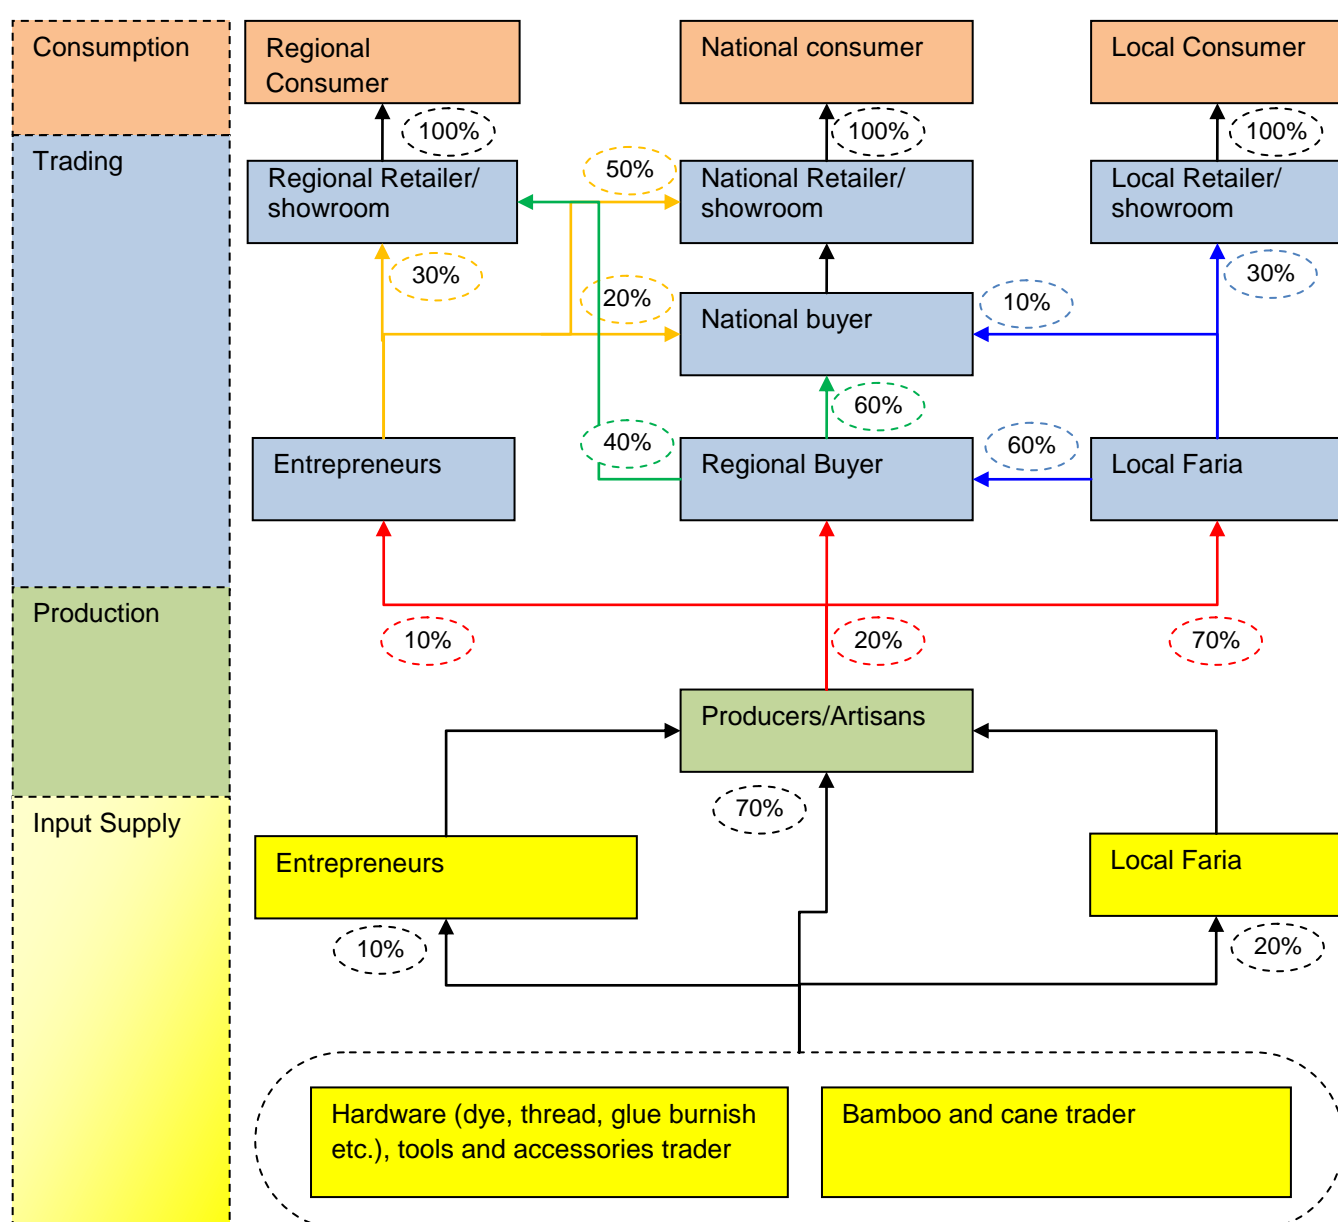 Consumption
Regional
Consumer
National consumer
Local Consumer
100%
100%
100%
Trading
Regional Retailer/
showroom
50%
National Retailer/
showroom
Local Retailer/
showroom
30%
20%
National buyer
10%
30%
60%
Entrepreneurs
40%
Regional Buyer
60%
Local Faria
Production
10%
20%
70%
Producers/Artisans
Input Supply
70%
Entrepreneurs
Local Faria
10%
20%
Hardware (dye, thread, glue burnish
etc.), tools and accessories trader
Bamboo and cane trader